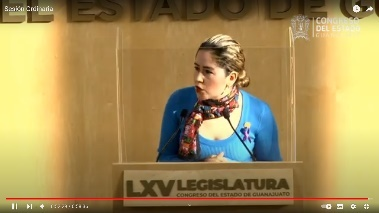 Sesión Ordinaria
EL ESTADO DE G
CONGRESO
DEL ESTADO
LXV LEGISLATURA
CONGRESO DEL ESTADO DE GUANAJUATO